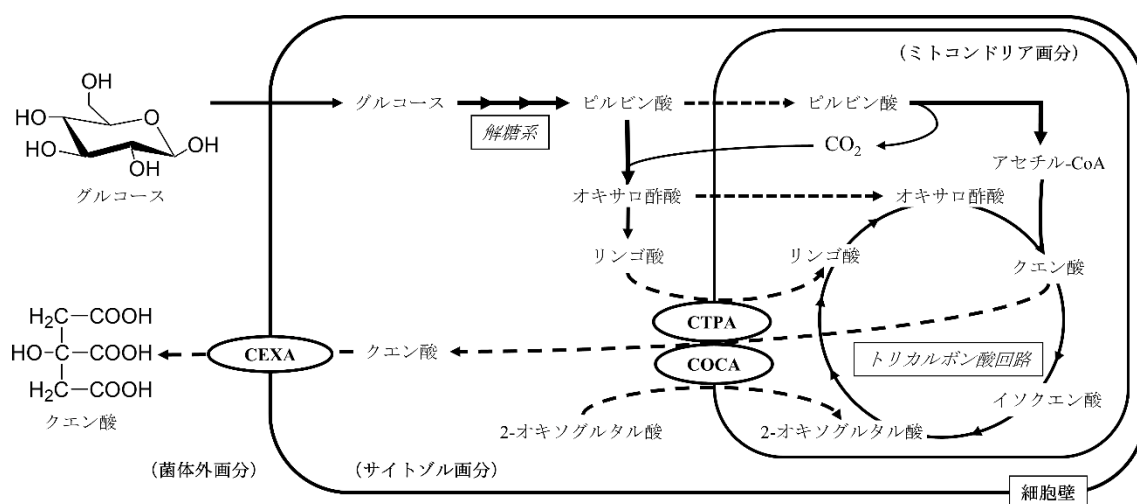 (ミトコンドリア画分)
OH
HO
O
HO
OH
OH
グルコース
グルコース
解糖系
ピルビン酸
ピルビン酸
CO2
アセチル-CoA
オキサロ酢酸
オキサロ酢酸
リンゴ酸
リンゴ酸
クエン酸
H2C—COOH
HO—C—COOH
H2C—COOH
クエン酸
CEXA
クエン酸
CTPA
COCA
トリカルボン酸回路
イソクエン酸
2-オキソグルタル酸
2-オキソグルタル酸
(菌体外画分)
(サイトゾル画分)
細胞壁